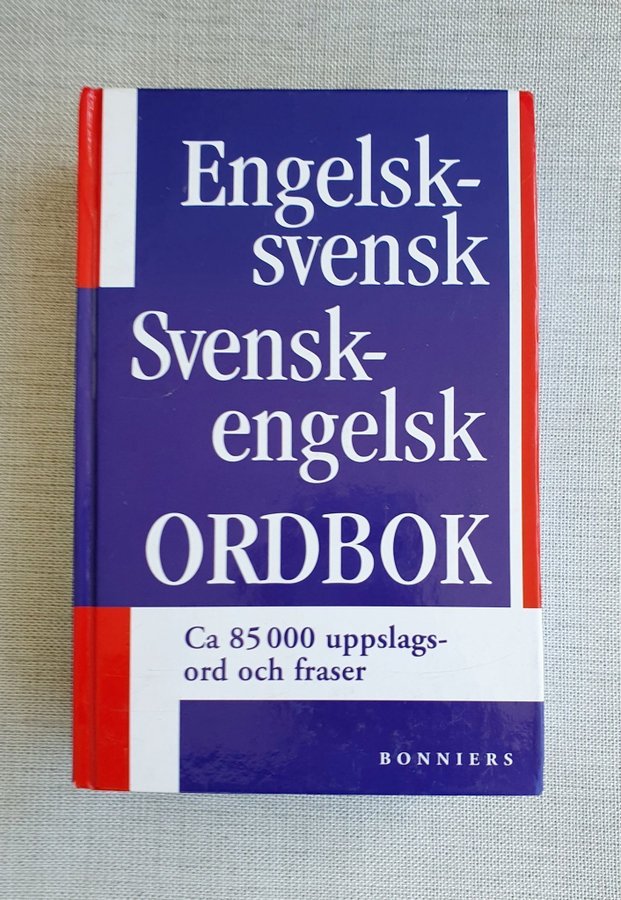 Engelsk-
svensk
Svensk-
engelsk
ORDBOK
Ca 85 000 uppslags-
ord och fraser
BONNIERS